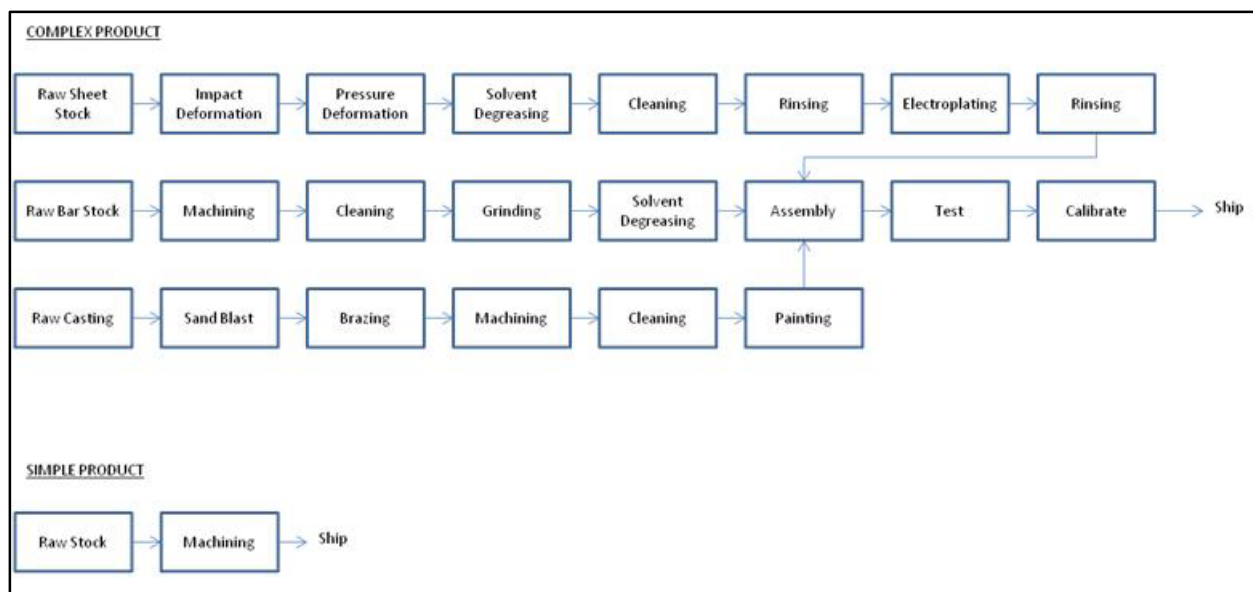 COMPLEX PRODUCT
Raw Sheet
Stock
Impact
Deformation
Pressure
Deformation
Solvent
Degreasing
Cleaning
Rinsing
Electroplating
Rinsing
Raw Bar Stock
Machining
Cleaning
Grinding
Solvent
Degreasing
Assembly
Test
Calibrate
Ship
Raw Casting
Sand Blast
Brazing
Machining
Cleaning
Painting
SIMPLE PRODUCT
Raw Stock
Machining
Ship